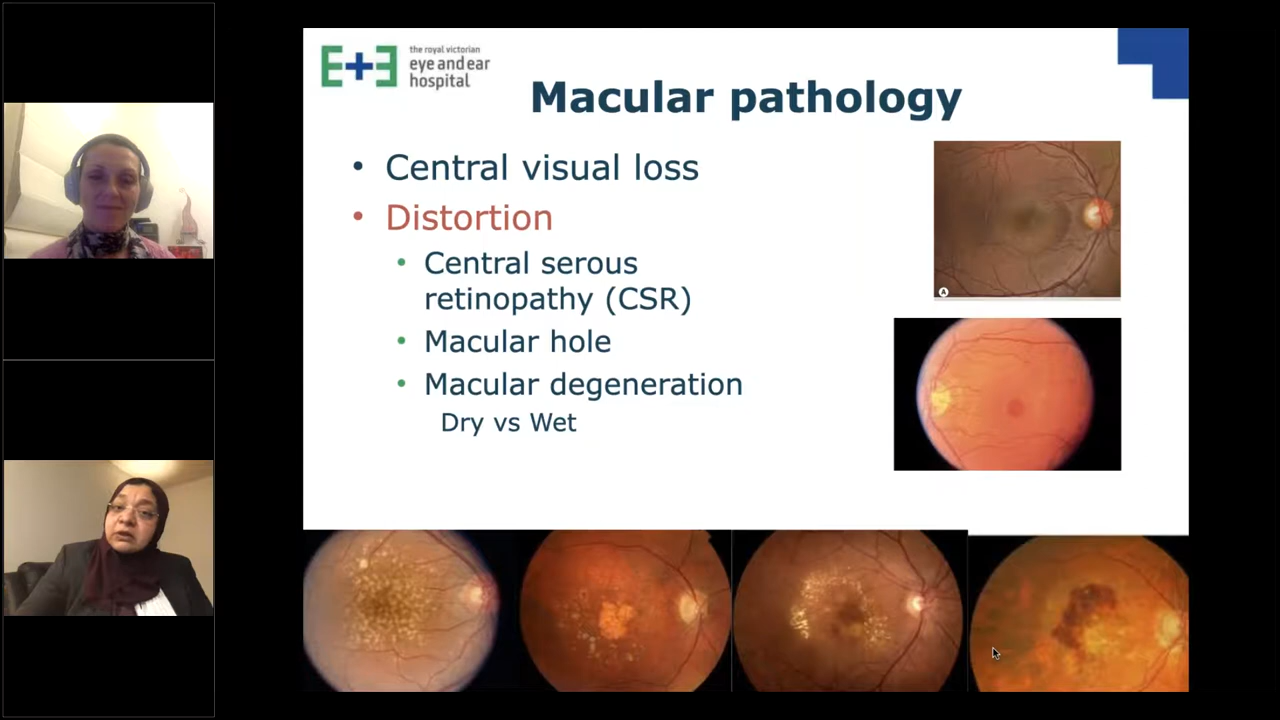 the royal victorian
eye and ear
hospital
Macular pathology
• Central visual loss
• Distortion
• Central serous
retinopathy (CSR)
• Macular hole
• Macular degeneration
Dry vs Wet
A